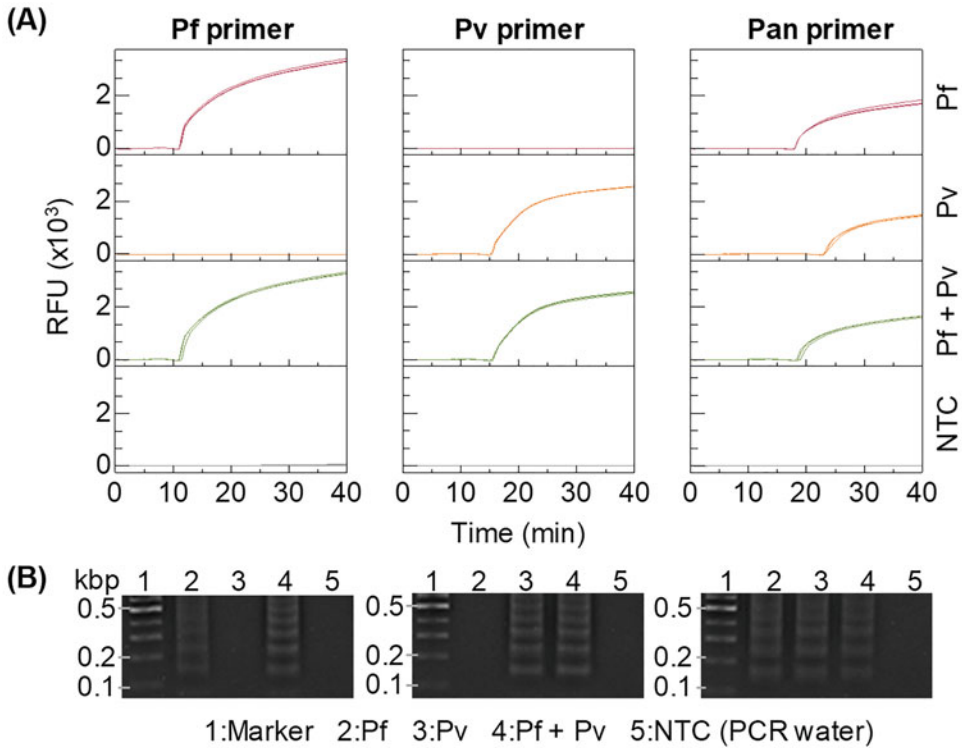 (A)
Pf primer Pv primer Pan primer
RFU (x10³)
2
0
Pf
2
0
Pv
2
0
Pf + Pv
2
0
NTC
0 10 20 30 40 0 10 20 30 40 0 10 20 30 40
Time (min)
(B)
kbp 1 2 3 4 5 1 2 3 4 5 1 2 3 4 5
0.5 0.5 0.5
0.2 0.2 0.2
0.1 0.1 0.1
1:Marker 2:Pf 3:Pv 4:Pf + Pv 5:NTC (PCR water)